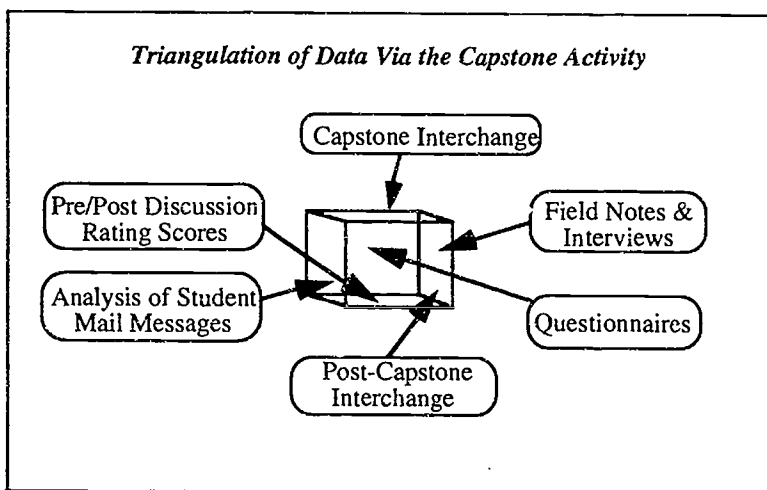 Triangulation of Data Via the Capstone Activity
Capstone Interchange
Pre/Post Discussion
Rating Scores
Field Notes &
Interviews
Analysis of Student
Mail Messages
Questionnaires
Post-Capstone
Interchange